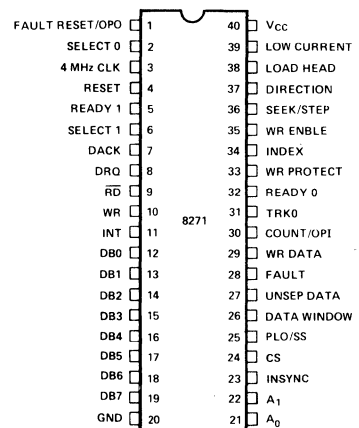 FAULT RESET/OPO 1 40 VCC
SELECT 0 2 39 LOW CURRENT
4 MHz CLK 3 38 LOAD HEAD
RESET 4 37 DIRECTION
READY 1 5 36 SEEK/STEP
SELECT 1 6 35 WR ENBLE
DACK 7 34 INDEX
DRQ 8 33 WR PROTECT
R̅D̅ 9 32 READY 0
WR 10 31 TRK0
8271
INT 11 30 COUNT/OPI
DB0 12 29 WR DATA
DB1 13 28 FAULT
DB2 14 27 UNSEP DATA
DB3 15 26 DATA WINDOW
DB4 16 25 PLO/SS
DB5 17 24 CS
DB6 18 23 INSYNC
DB7 19 22 A1
GND 20 21 A0